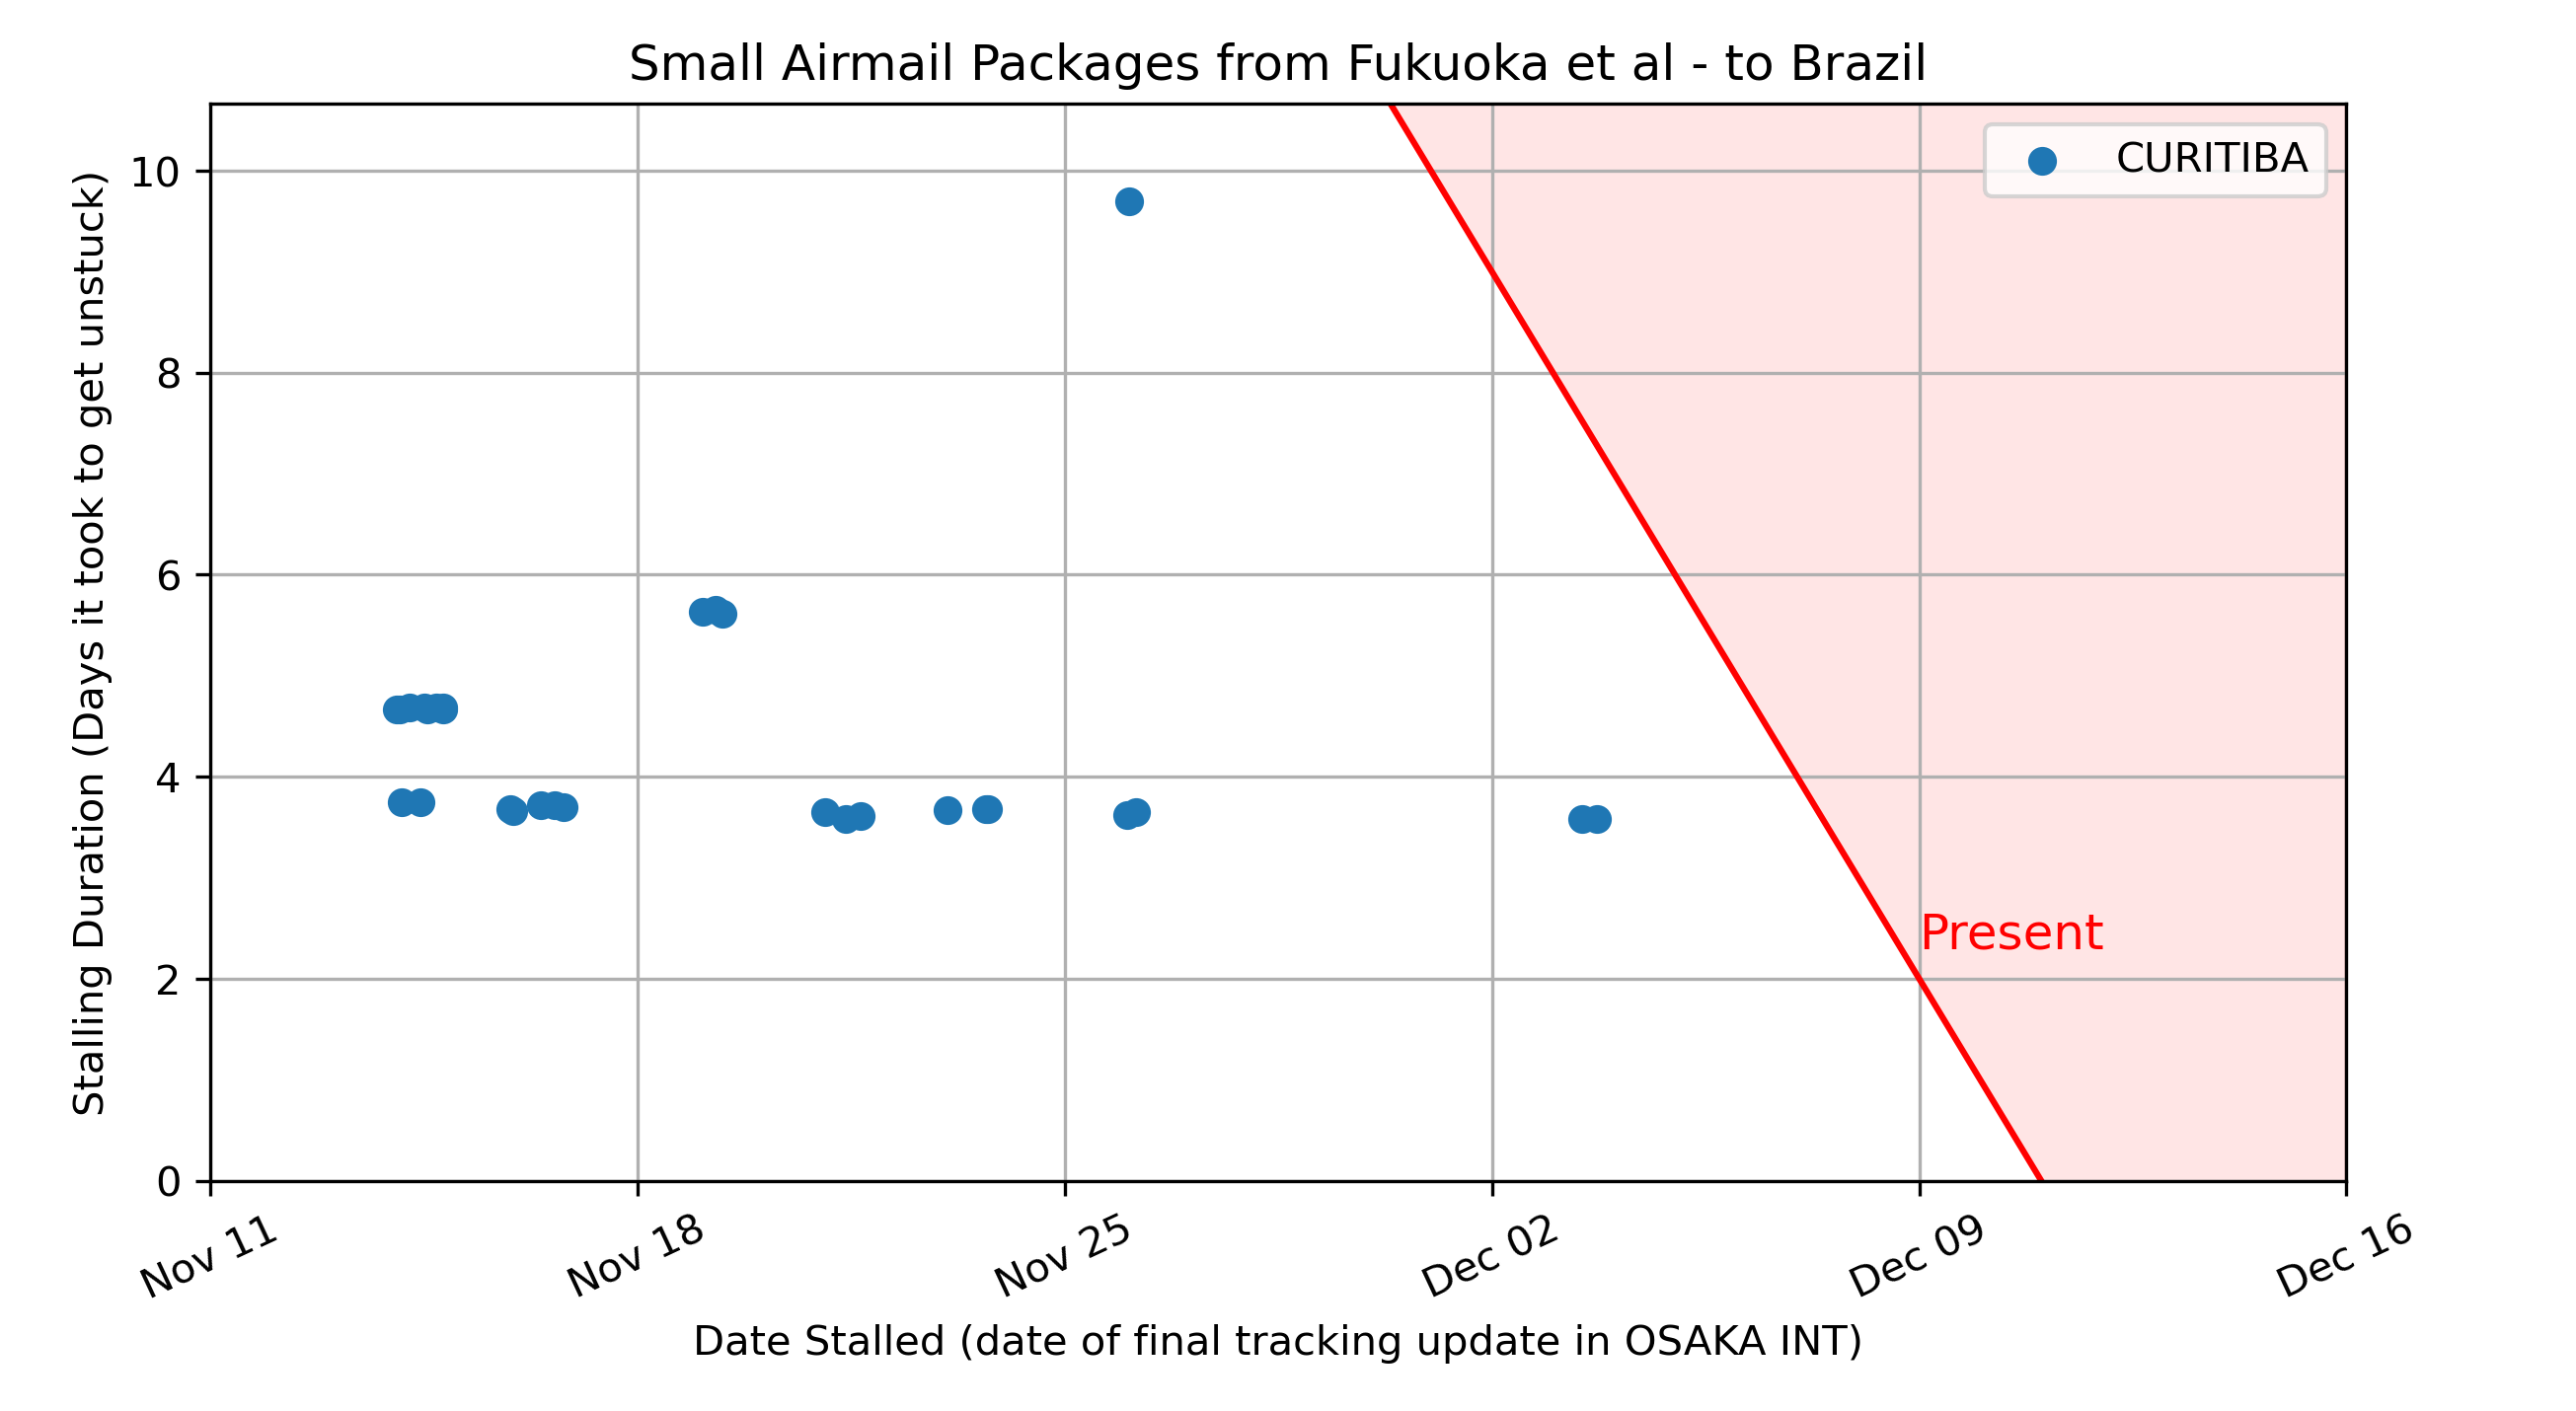 Small Airmail Packages from Fukuoka et al - to Brazil
CURITIBA
Stalling Duration (Days it took to get unstuck)
10
8
6
4
2
0
Present
Nov 11
Nov 18
Nov 25
Dec 02
Dec 09
Dec 16
Date Stalled (date of final tracking update in OSAKA INT)